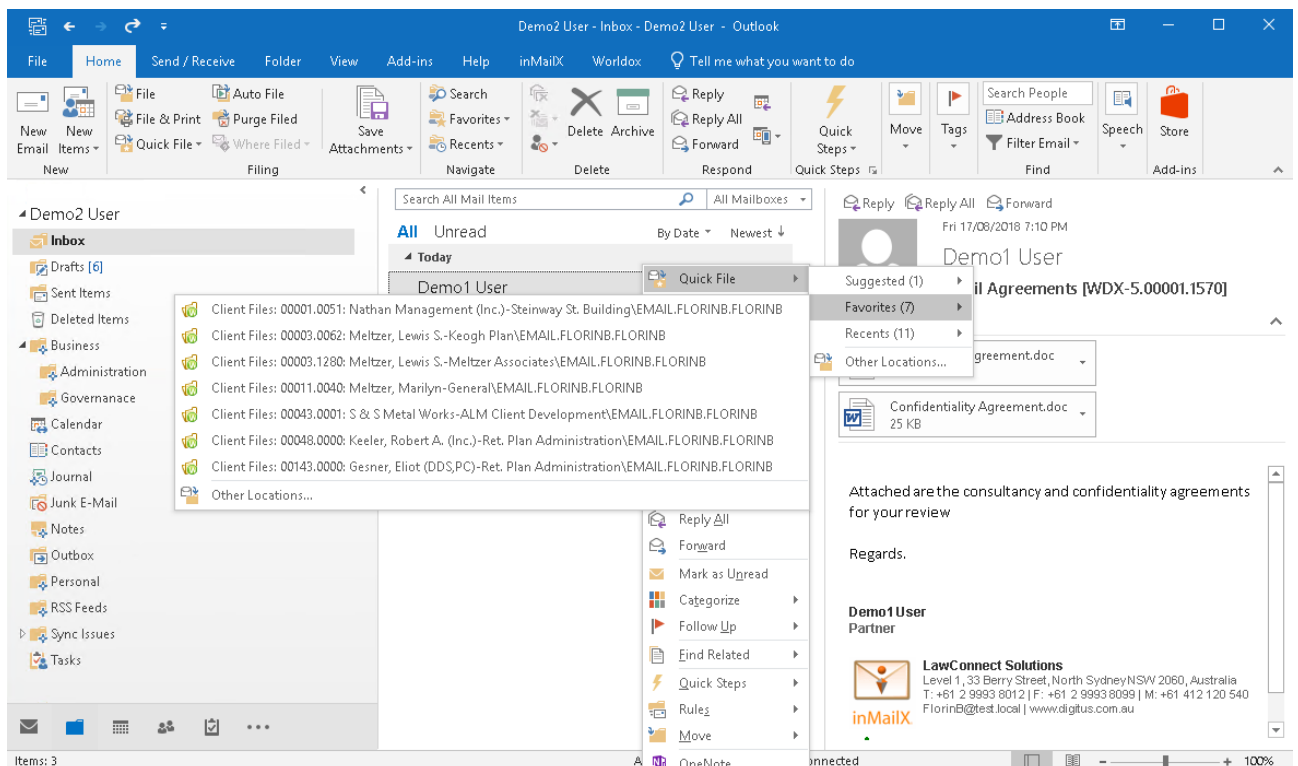 Demo2 User - Inbox - Demo2 User - Outlook
File Home Send / Receive Folder View Add-ins Help inMailX Worldox Tell me what you want to do
New Email
New Items
New
File
File & Print
Quick File
Auto File
Purge Filed
Where Filed
Filing
Save Attachments
Search
Favorites
Recents
Navigate
Delete
Archive
Delete
Reply
Reply All
Forward
Respond
Quick Steps
Quick Steps
Move
Tags
Search People
Address Book
Filter Email
Find
Speech
Store
Add-ins
Demo2 User
Inbox
Drafts [6]
Sent Items
Deleted Items
Business
Administration
Governanace
Calendar
Contacts
Journal
Junk E-Mail
Notes
Outbox
Personal
RSS Feeds
Sync Issues
Tasks
Search All Mail Items
All Mailboxes
All Unread
By Date Newest
Today
Demo1 User
Quick File
Suggested (1)
Favorites (7)
Recents (11)
Other Locations...
Client Files: 00001.0051: Nathan Management (Inc.)-Steinway St. Building\EMAIL.FLORINB.FLORINB
Client Files: 00003.0062: Meltzer, Lewis S.-Keogh Plan\EMAIL.FLORINB.FLORINB
Client Files: 00003.1280: Meltzer, Lewis S.-Meltzer Associates\EMAIL.FLORINB.FLORINB
Client Files: 00011.0040: Meltzer, Marilyn-General\EMAIL.FLORINB.FLORINB
Client Files: 00043.0001: S & S Metal Works-ALM Client Development\EMAIL.FLORINB.FLORINB
Client Files: 00048.0000: Keeler, Robert A. (Inc.)-Ret. Plan Administration\EMAIL.FLORINB.FLORINB
Client Files: 00143.0000: Gesner, Eliot (DDS,PC)-Ret. Plan Administration\EMAIL.FLORINB.FLORINB
Other Locations...
Reply All
Forward
Mark as Unread
Categorize
Follow Up
Find Related
Quick Steps
Rules
Move
OneNote
Reply Reply All Forward
Fri 17/08/2018 7:10 PM
Demo1 User
Agreements [WDX-5.00001.1570]
greement.doc
Confidentiality Agreement.doc
25 KB
Attached are the consultancy and confidentiality agreements
for your review
Regards.
Demo1 User
Partner
inMailX
LawConnect Solutions
Level 1, 33 Berry Street, North Sydney NSW 2060, Australia
T: +61 2 9993 8012 | F: +61 2 9993 8099 | M: +61 412 120 540
FlorinB@test.local | www.digitus.com.au
Items: 3
nnected
100%